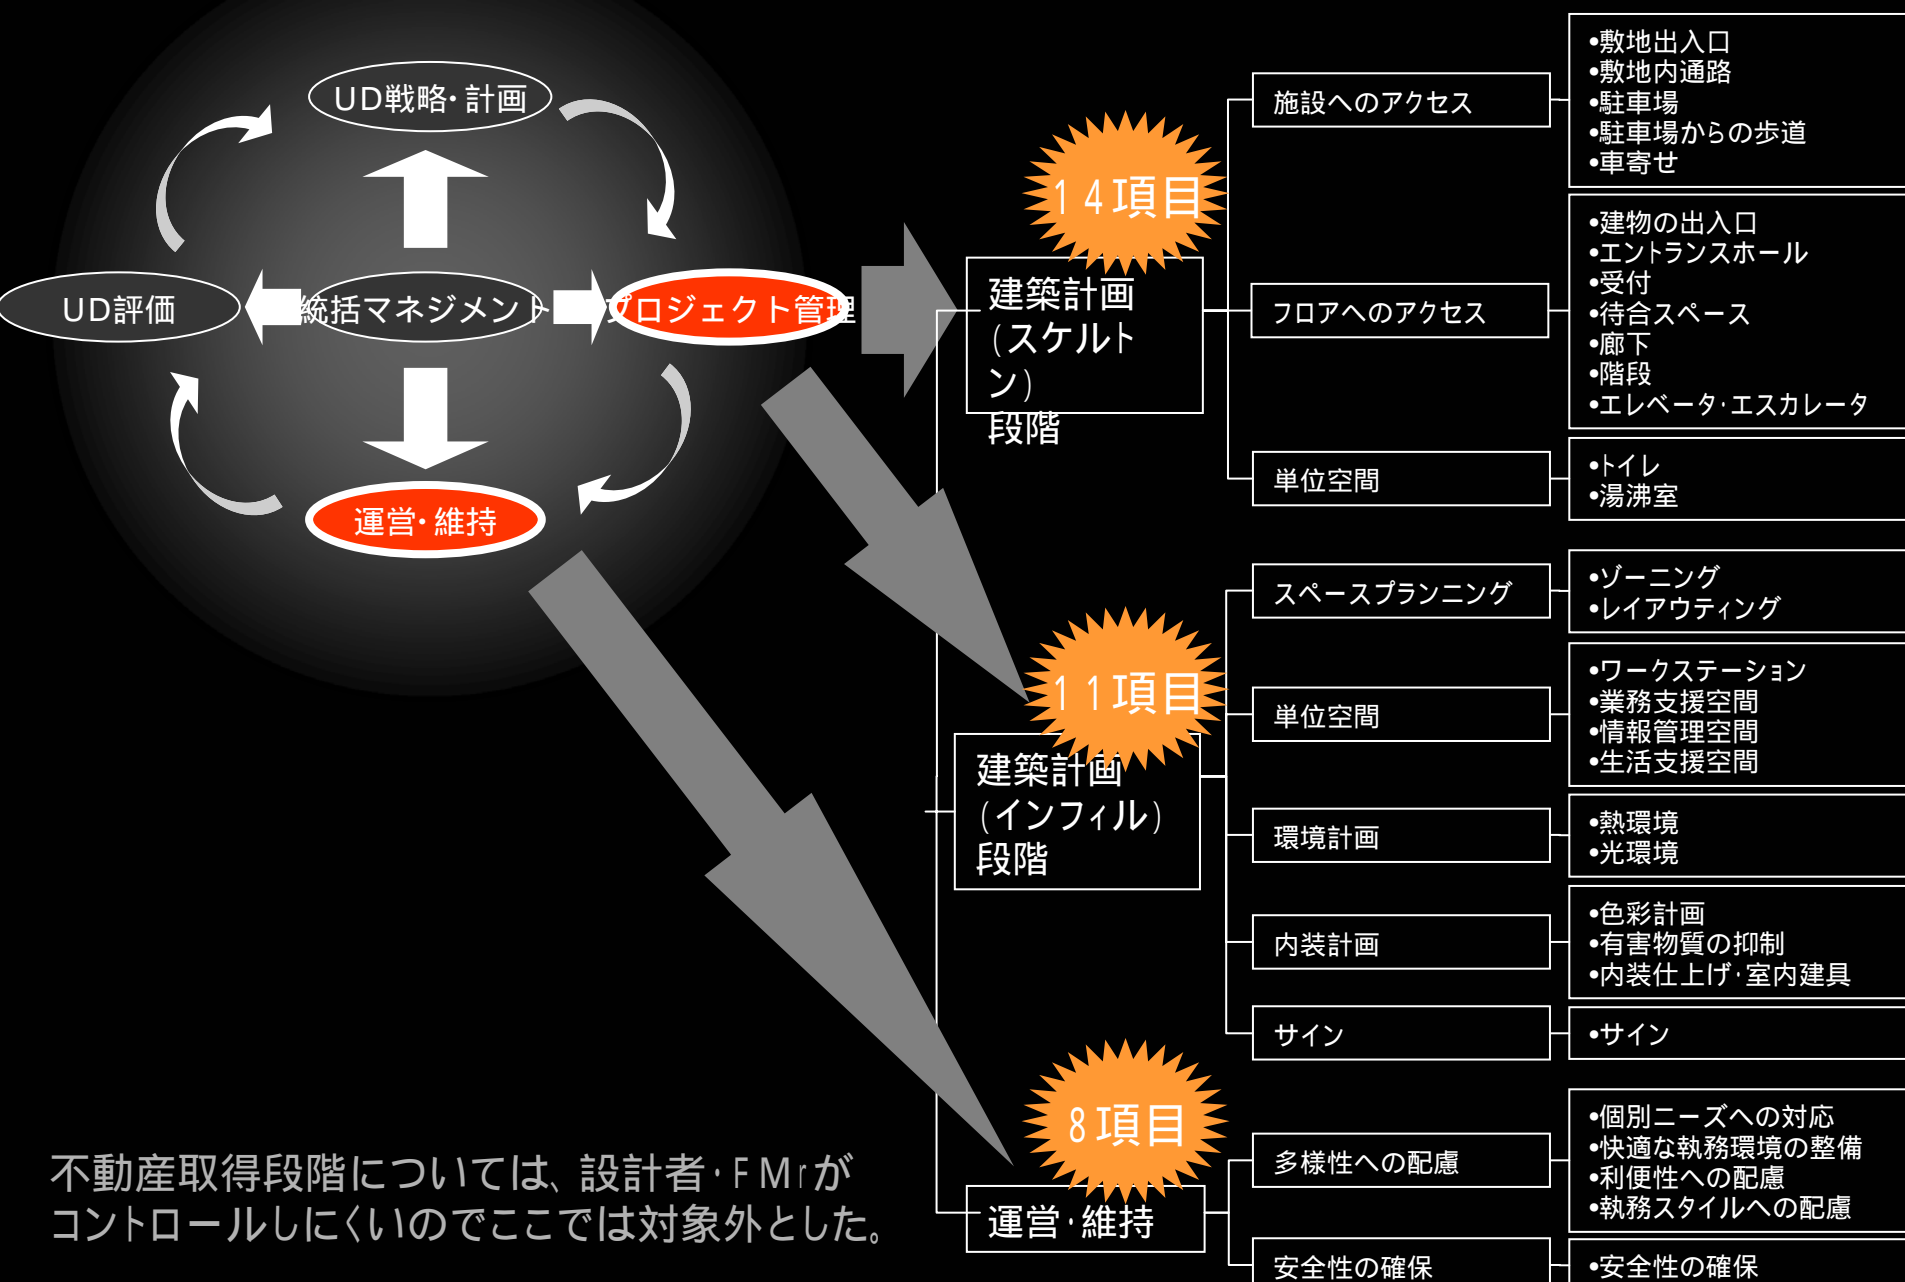 UD戦略・計画
UD評価
統括マネジメント
プロジェクト管理
運営・維持
不動産取得段階については、設計者・FMrが
コントロールしにくいのでここでは対象外とした。
14項目
建築計画
(スケルト
ン)
段階
施設へのアクセス
•敷地出入口
•敷地内通路
•駐車場
•駐車場からの歩道
•車寄せ
フロアへのアクセス
•建物の出入口
•エントランスホール
•受付
•待合スペース
•廊下
•階段
•エレベータ・エスカレータ
単位空間
•トイレ
•湯沸室
11項目
建築計画
(インフィル)
段階
スペースプランニング
•ゾーニング
•レイアウティング
単位空間
•ワークステーション
•業務支援空間
•情報管理空間
•生活支援空間
環境計画
•熱環境
•光環境
内装計画
•色彩計画
•有害物質の抑制
•内装仕上げ・室内建具
サイン
•サイン
8項目
運営・維持
多様性への配慮
•個別ニーズへの対応
•快適な執務環境の整備
•利便性への配慮
•執務スタイルへの配慮
安全性の確保
•安全性の確保